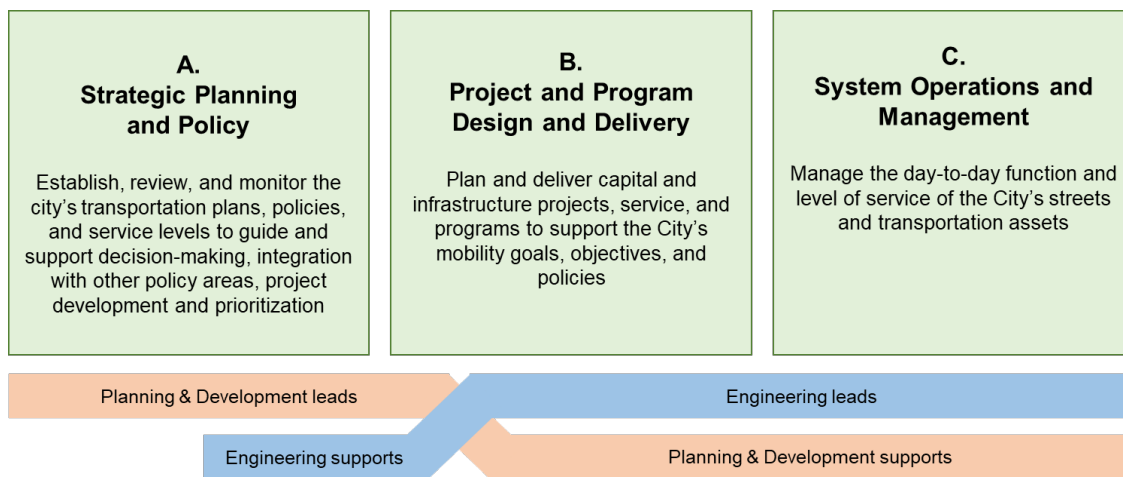 A.
Strategic Planning
and Policy
Establish, review, and monitor the
city's transportation plans, policies,
and service levels to guide and
support decision-making, integration
with other policy areas, project
development and prioritization
B.
Project and Program
Design and Delivery
Plan and deliver capital and
infrastructure projects, service, and
programs to support the City's
mobility goals, objectives, and
policies
C.
System Operations and
Management
Manage the day-to-day function and
level of service of the City's streets
and transportation assets
Planning & Development leads
Engineering leads
Engineering supports
Planning & Development supports